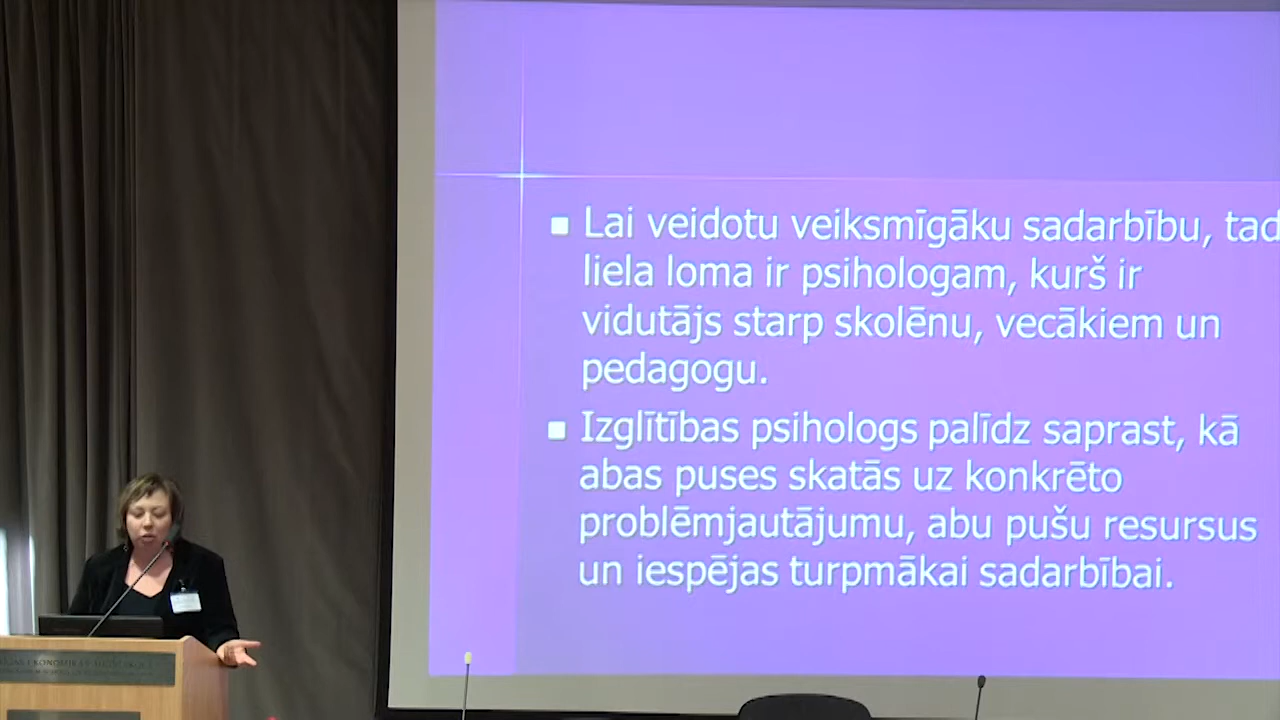 Lai veidotu veiksmīgāku sadarbību, tad
liela loma ir psihologam, kurš ir
vidutājs starp skolēnu, vecākiem un
pedagogu.
Izglītības psihologs palīdz saprast, kā
abas puses skatās uz konkrēto
problēmjautājumu, abu pušu resursus
un iespējas turpmākai sadarbībai.